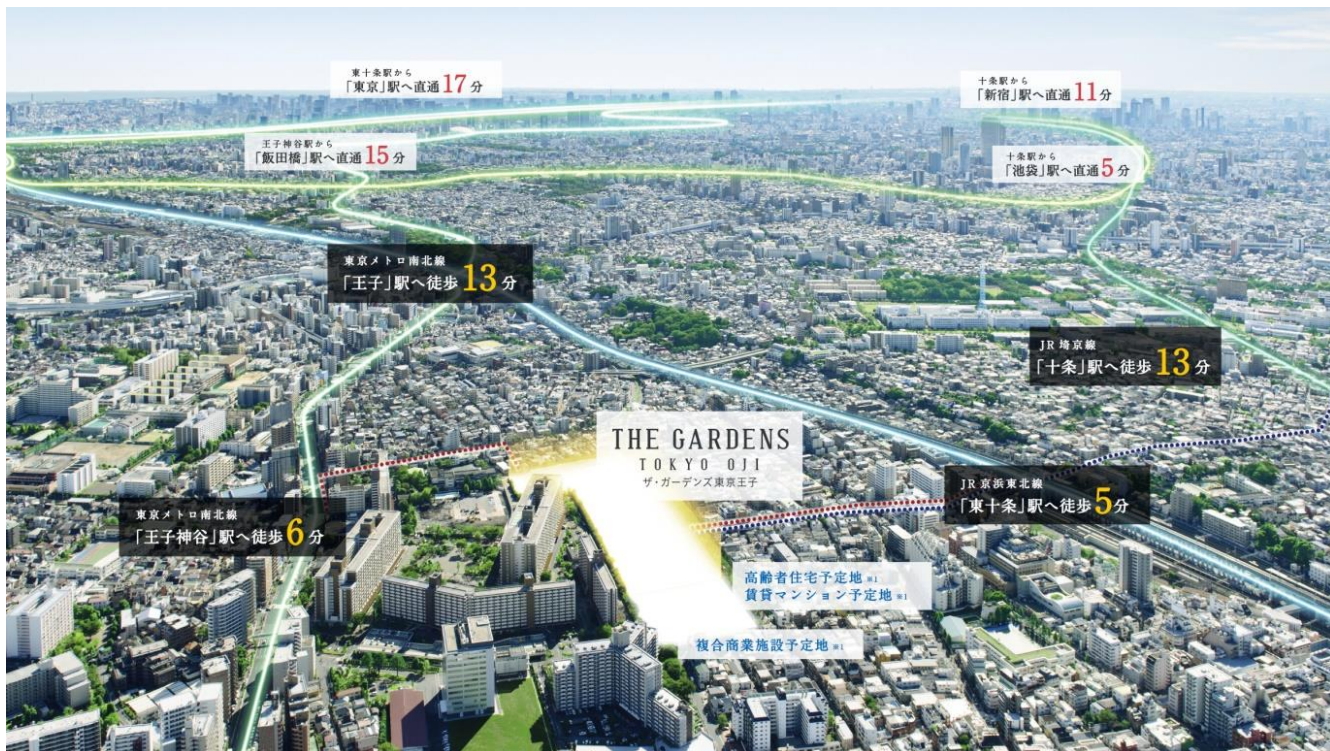 東十条駅から
「東京」駅へ直通17分
十条駅から
「新宿」駅へ直通11分
王子神谷駅から
「飯田橋」駅へ直通15分
十条駅から
「池袋」駅へ直通5分
東京メトロ南北線
「王子」駅へ徒歩13分
JR埼京線
「十条」駅へ徒歩13分
THE GARDENS
TOKYO OJI
ザ・ガーデンズ東京王子
JR京浜東北線
「東十条」駅へ徒歩5分
東京メトロ南北線
「王子神谷」駅へ徒歩6分
高齢者住宅予定地※1
賃貸マンション予定地※1
複合商業施設予定地※1